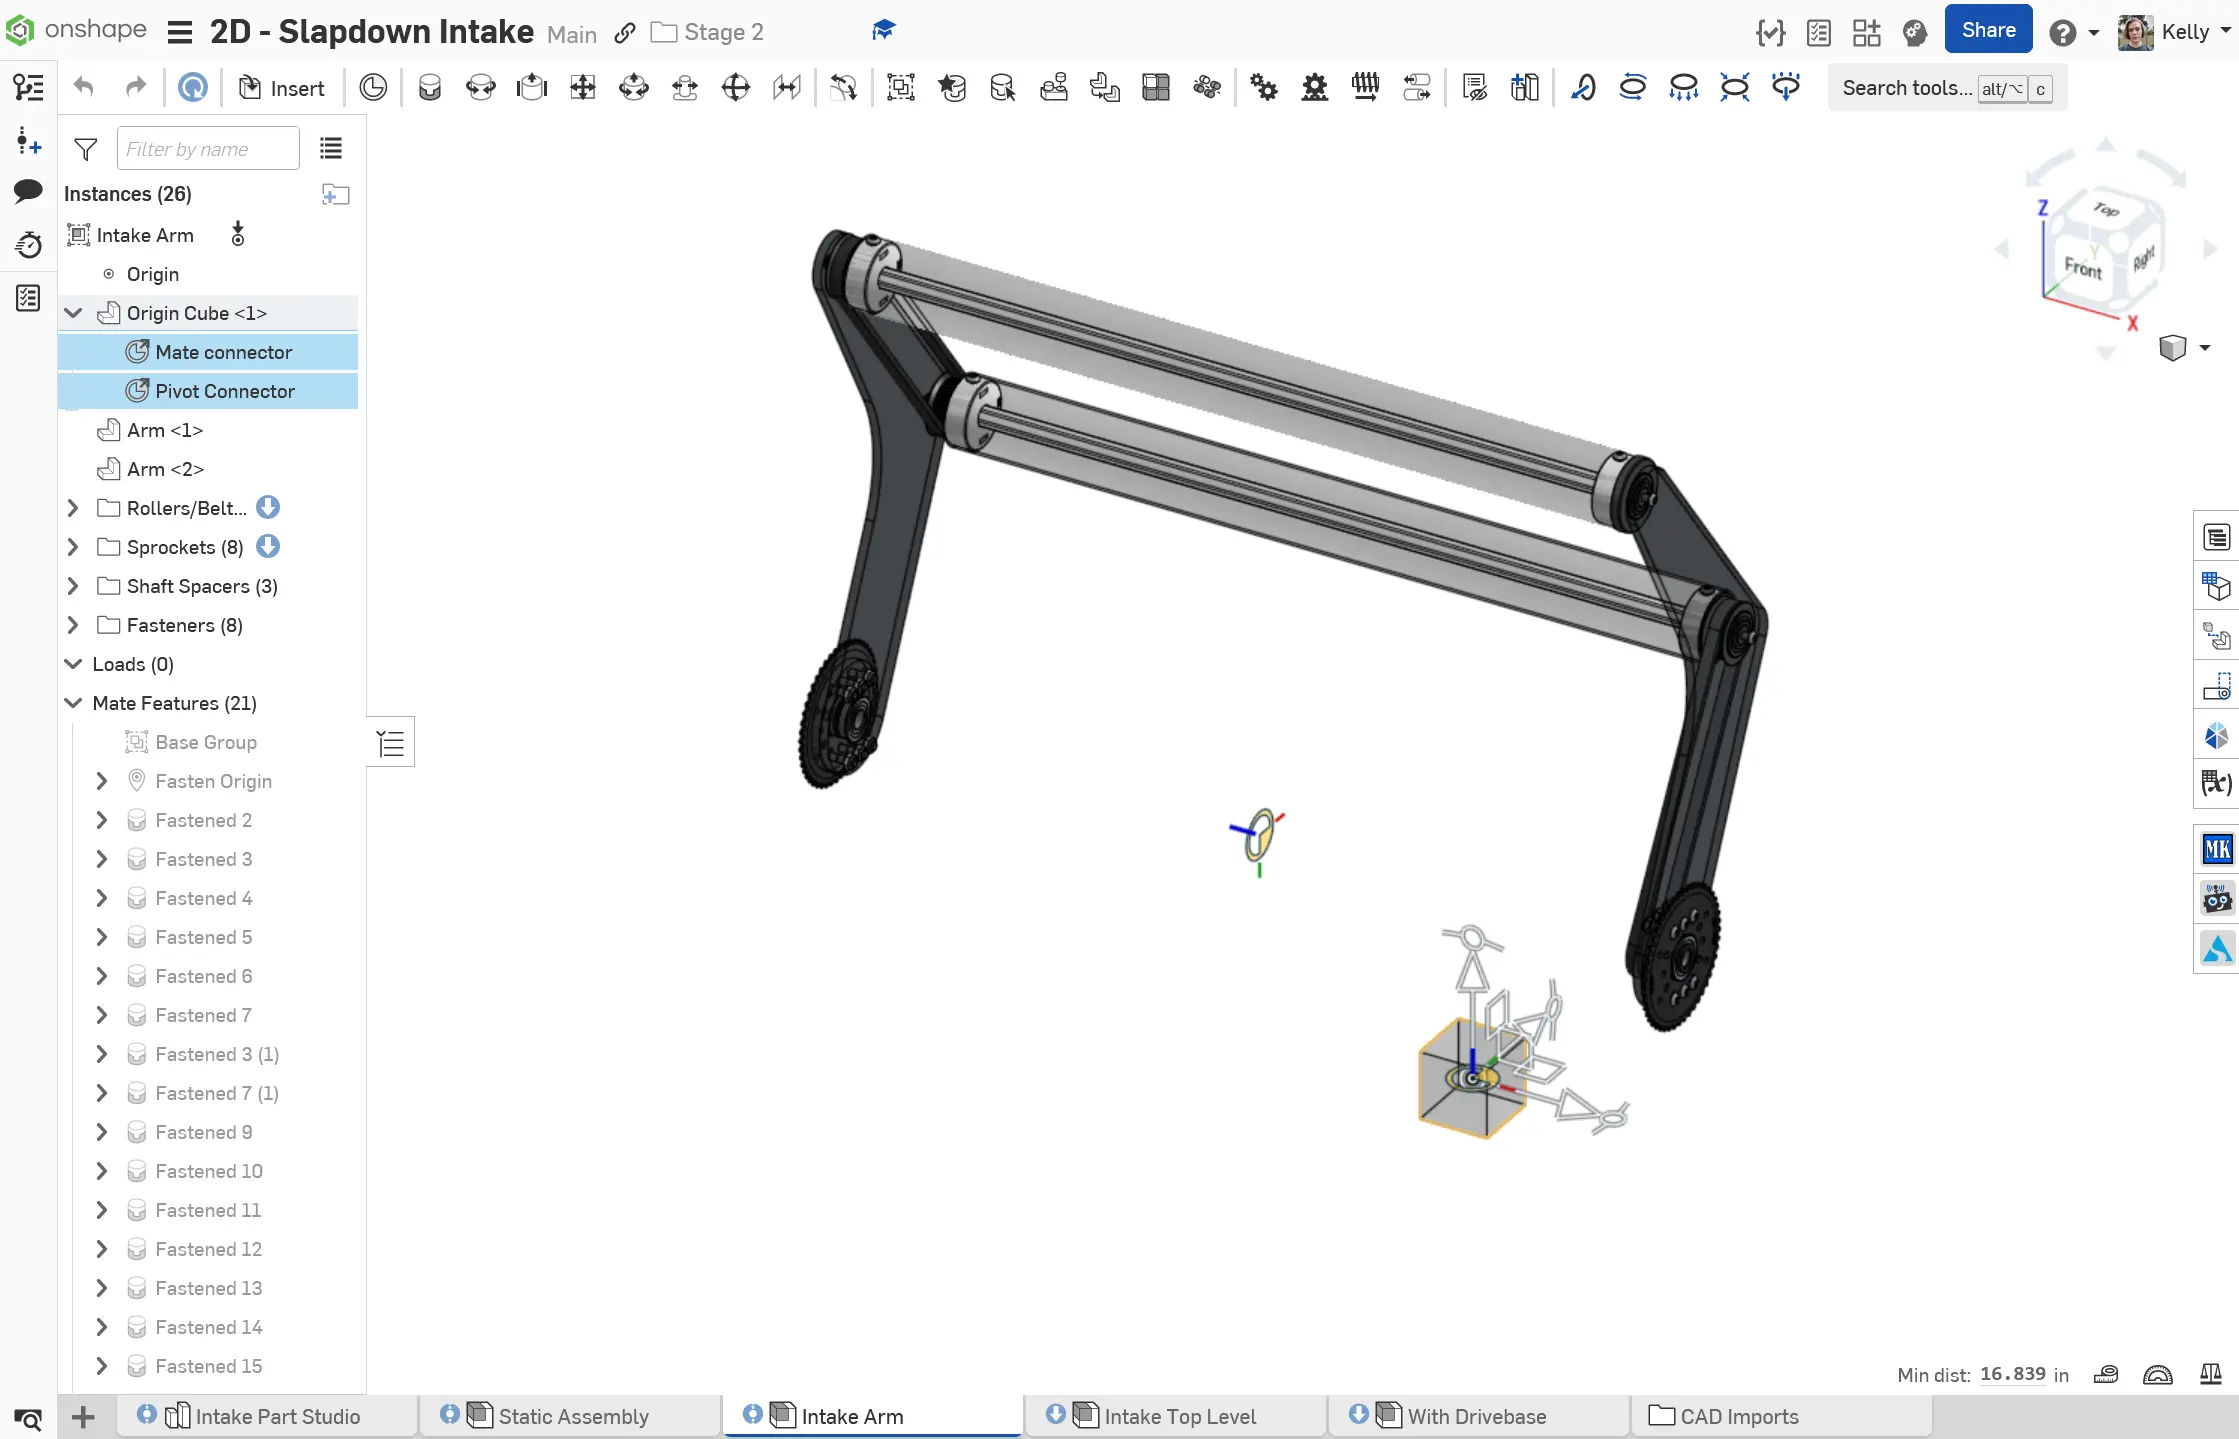 onshape 2D - Slapdown Intake Main Stage 2 Share Kelly
Insert Search tools... alt/⌥ c
Filter by name
Instances (26)
Intake Arm
Origin
Origin Cube <1>
Mate connector
Pivot Connector
Arm <1>
Arm <2>
Rollers/Belt...
Sprockets (8)
Shaft Spacers (3)
Fasteners (8)
Loads (0)
Mate Features (21)
Base Group
Fasten Origin
Fastened 2
Fastened 3
Fastened 4
Fastened 5
Fastened 6
Fastened 7
Fastened 3 (1)
Fastened 7 (1)
Fastened 9
Fastened 10
Fastened 11
Fastened 12
Fastened 13
Fastened 14
Fastened 15
Z
Top
Y
Front
Right
X
(x)
MK
Min dist: 16.839 in
Intake Part Studio
Static Assembly
Intake Arm
Intake Top Level
With Drivebase
CAD Imports